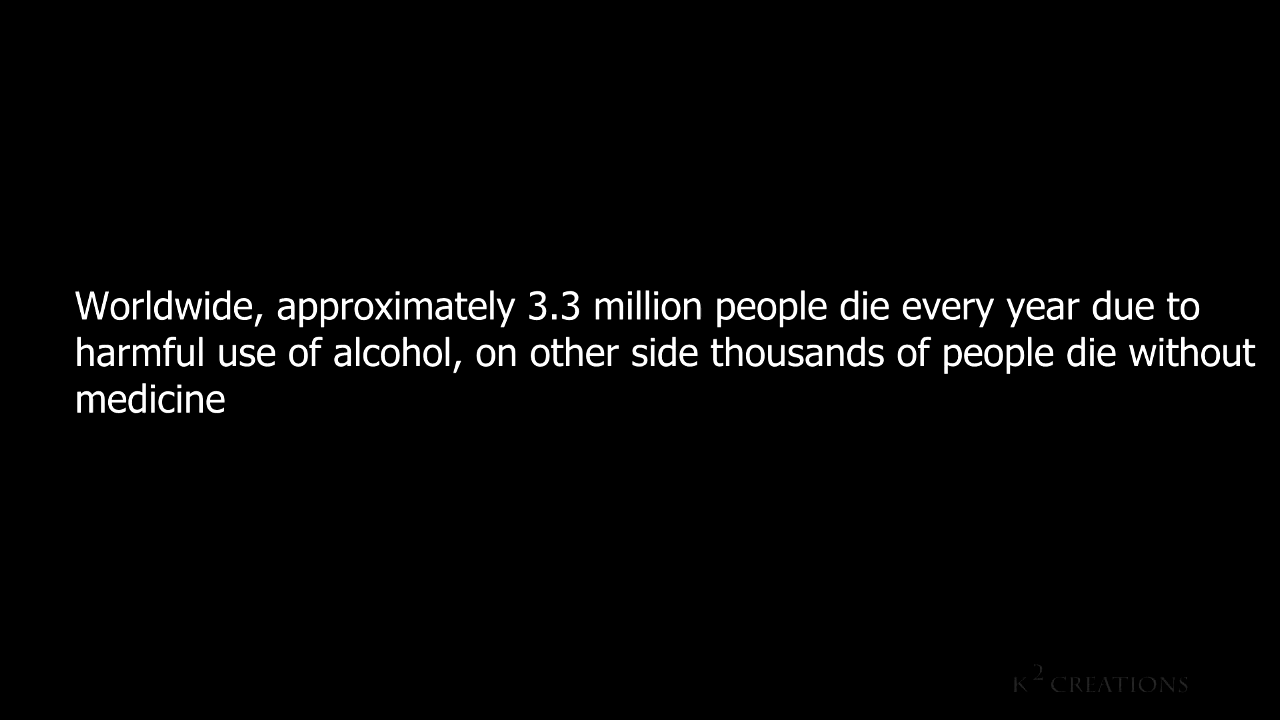 Worldwide, approximately 3.3 million people die every year due to
harmful use of alcohol, on other side thousands of people die without
medicine
K2 CREATIONS